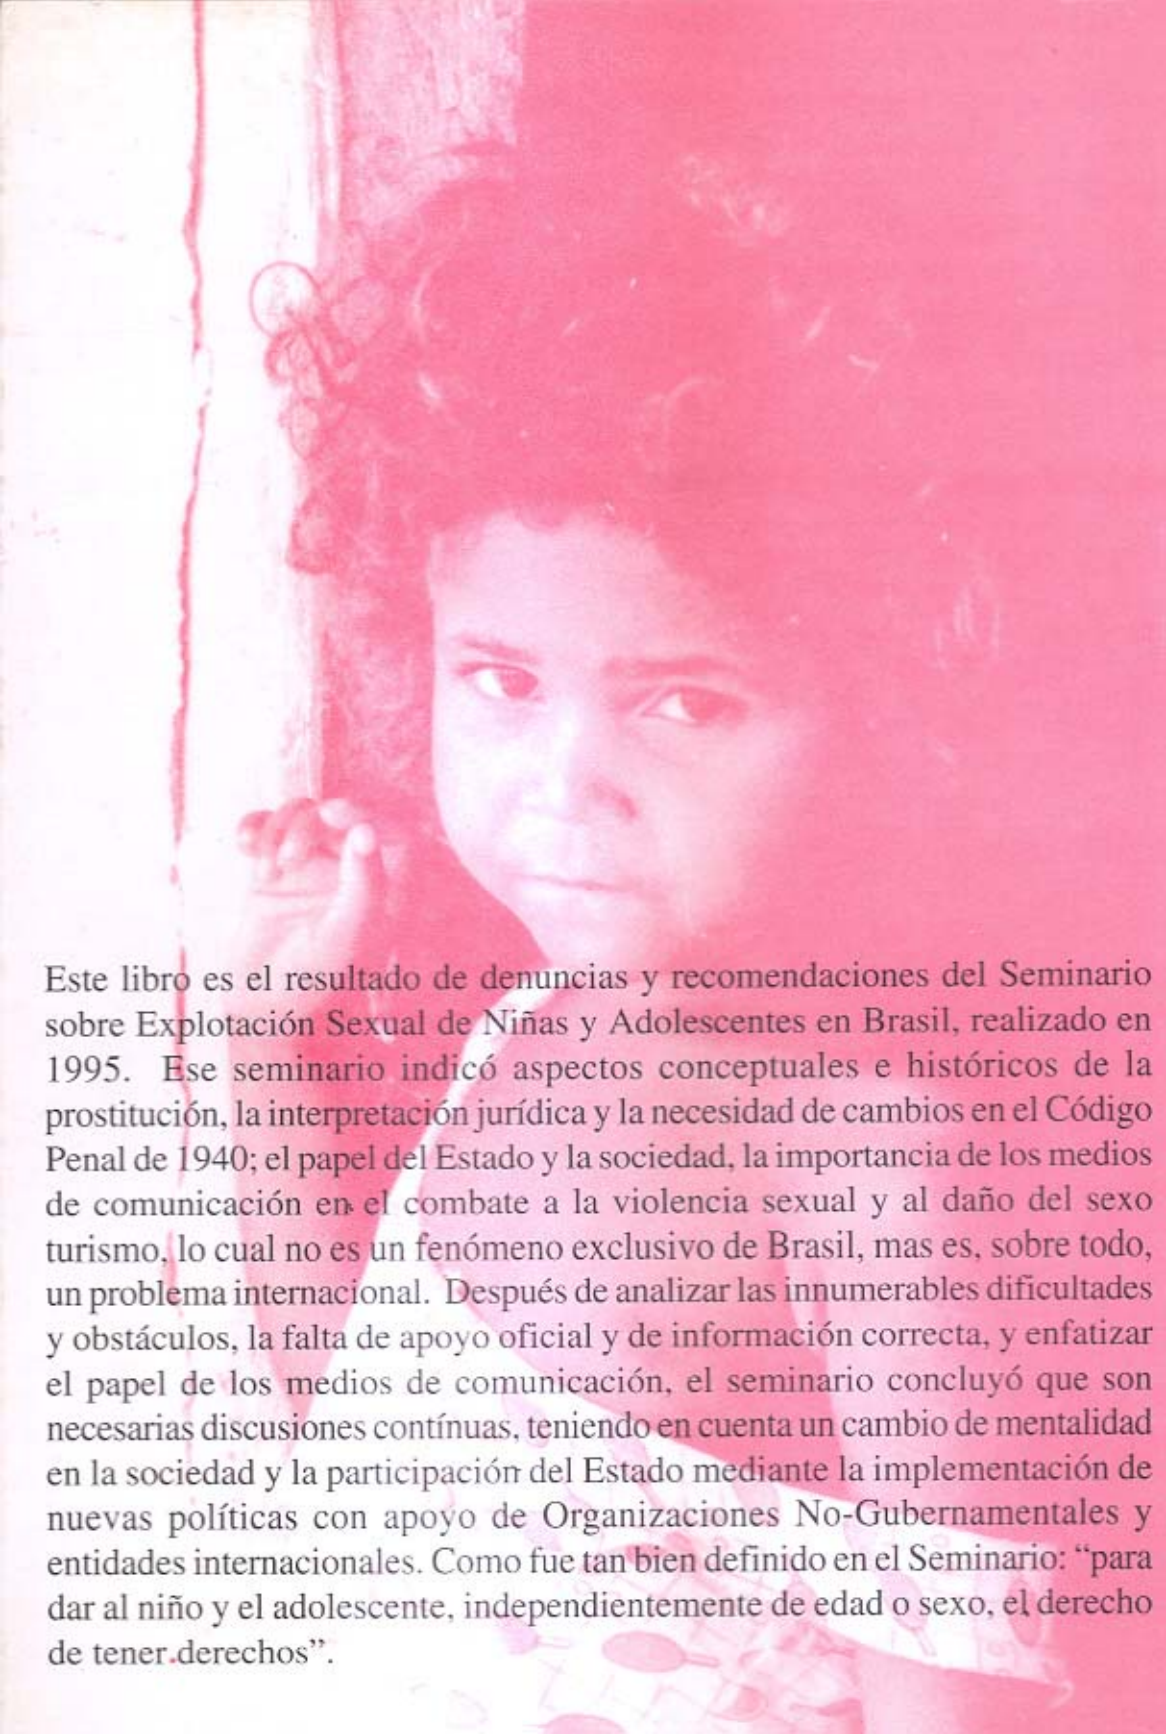 Este libro es el resultado de denuncias y recomendaciones del Seminario
sobre Explotación Sexual de Niñas y Adolescentes en Brasil, realizado en
1995. Ese seminario indicó aspectos conceptuales e históricos de la
prostitución, la interpretación jurídica y la necesidad de cambios en el Código
Penal de 1940; el papel del Estado y la sociedad, la importancia de los medios
de comunicación en el combate a la violencia sexual y al daño del sexo
turismo, lo cual no es un fenómeno exclusivo de Brasil, mas es, sobre todo,
un problema internacional. Después de analizar las innumerables dificultades
y obstáculos, la falta de apoyo oficial y de información correcta, y enfatizar
el papel de los medios de comunicación, el seminario concluyó que son
necesarias discusiones contínuas, teniendo en cuenta un cambio de mentalidad
en la sociedad y la participación del Estado mediante la implementación de
nuevas políticas con apoyo de Organizaciones No-Gubernamentales y
entidades internacionales. Como fue tan bien definido en el Seminario: “para
dar al niño y el adolescente, independientemente de edad o sexo, el derecho
de tener derechos”.